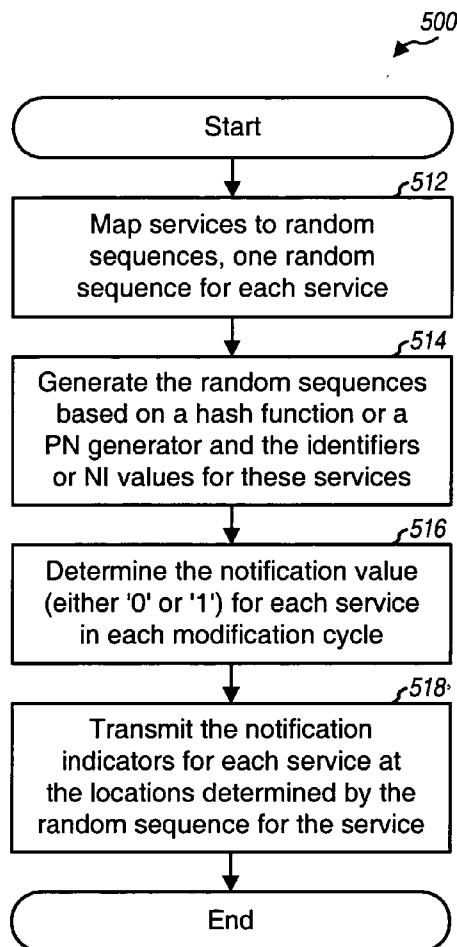 500
Start
512
Map services to random
sequences, one random
sequence for each service
514
Generate the random sequences
based on a hash function or a
PN generator and the identifiers
or NI values for these services
516
Determine the notification value
(either '0' or '1') for each service
in each modification cycle
518
Transmit the notification
indicators for each service at
the locations determined by the
random sequence for the service
End